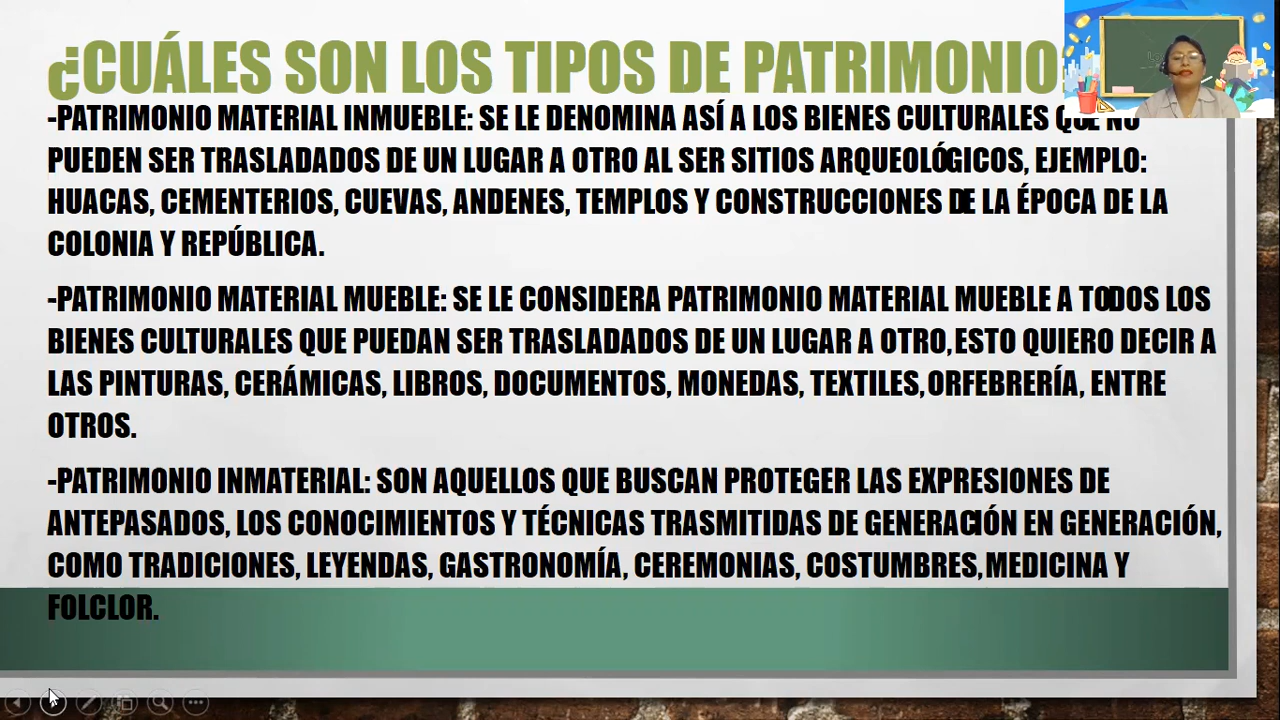 ¿CUÁLES SON LOS TIPOS DE PATRIMONIO?
-PATRIMONIO MATERIAL INMUEBLE: SE LE DENOMINA ASÍ A LOS BIENES CULTURALES QUE NO
PUEDEN SER TRASLADADOS DE UN LUGAR A OTRO AL SER SITIOS ARQUEOLÓGICOS, EJEMPLO:
HUACAS, CEMENTERIOS, CUEVAS, ANDENES, TEMPLOS Y CONSTRUCCIONES DE LA ÉPOCA DE LA
COLONIA Y REPÚBLICA.
-PATRIMONIO MATERIAL MUEBLE: SE LE CONSIDERA PATRIMONIO MATERIAL MUEBLE A TODOS LOS
BIENES CULTURALES QUE PUEDAN SER TRASLADADOS DE UN LUGAR A OTRO, ESTO QUIERO DECIR A
LAS PINTURAS, CERÁMICAS, LIBROS, DOCUMENTOS, MONEDAS, TEXTILES, ORFEBRERÍA, ENTRE
OTROS.
-PATRIMONIO INMATERIAL: SON AQUELLOS QUE BUSCAN PROTEGER LAS EXPRESIONES DE
ANTEPASADOS, LOS CONOCIMIENTOS Y TÉCNICAS TRASMITIDAS DE GENERACIÓN EN GENERACIÓN,
COMO TRADICIONES, LEYENDAS, GASTRONOMÍA, CEREMONIAS, COSTUMBRES, MEDICINA Y
FOLCLOR.